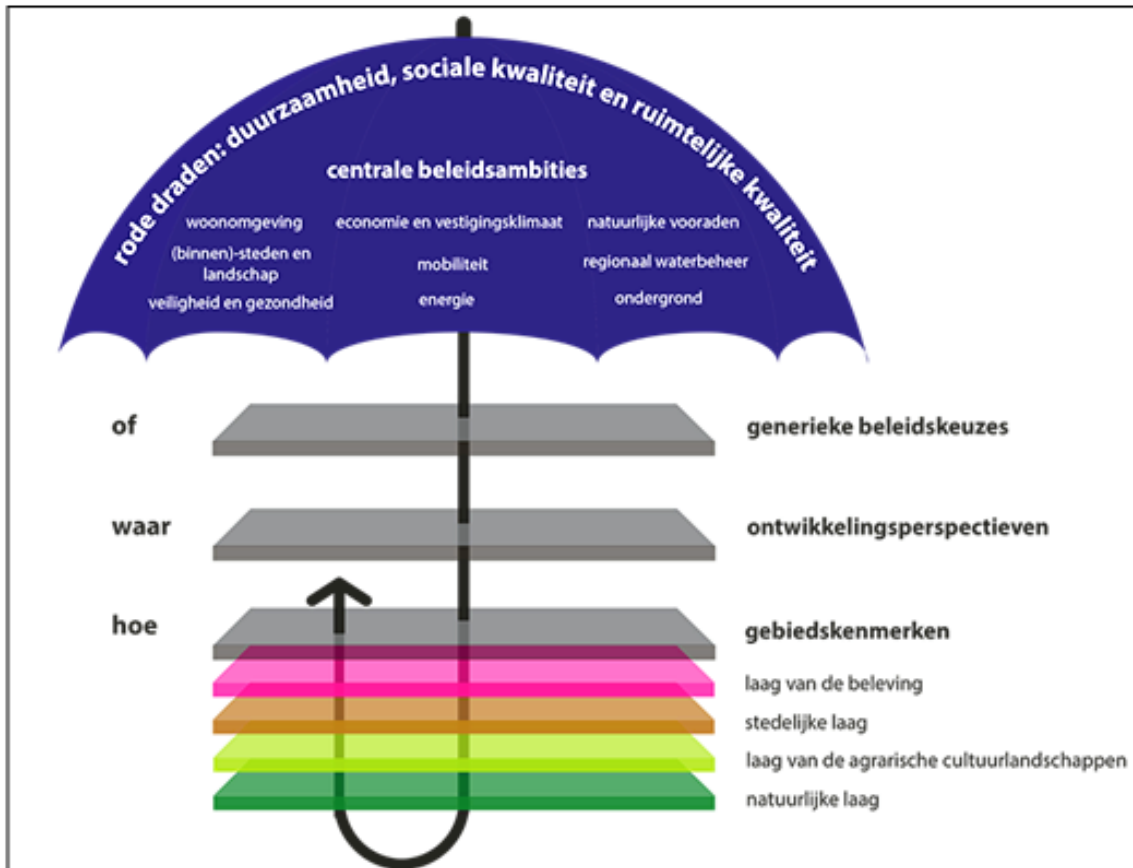 rode draden: duurzaamheid, sociale kwaliteit en ruimtelijke kwaliteit
centrale beleidsambities
woonomgeving
(binnen)-steden en
landschap
veiligheid en gezondheid
economie en vestigingsklimaat
mobiliteit
energie
natuurlijke vooraden
regionaal waterbeheer
ondergrond
of
generieke beleidskeuzes
waar
ontwikkelingsperspectieven
hoe
gebiedskenmerken
laag van de beleving
stedelijke laag
laag van de agrarische cultuurlandschappen
natuurlijke laag